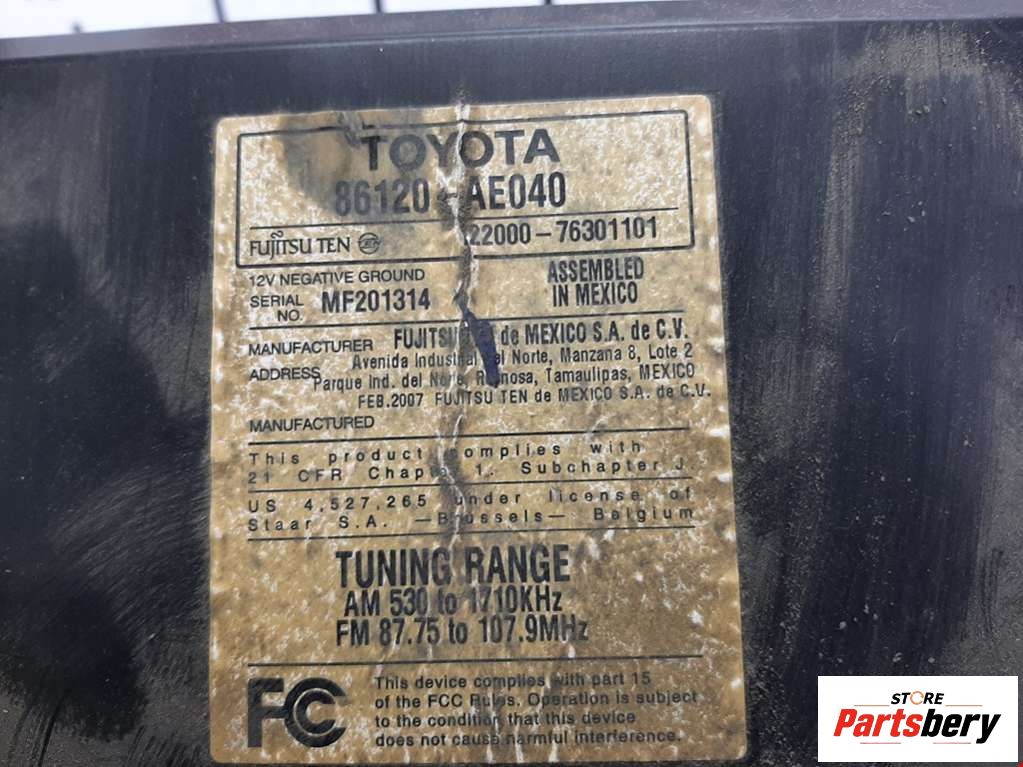 TOYOTA
86120-AE040
FUJITSU TEN
22000-76301101
12V NEGATIVE GROUND
SERIAL NO. MF201314
ASSEMBLED
IN MEXICO
MANUFACTURER FUJITSU de MEXICO S.A. de C.V.
ADDRESS Avenida Industrial del Norte, Manzana 8, Lote 2
Parque Ind. del Norte, Reynosa, Tamaulipas, MEXICO
FEB.2007 FUJITSU TEN de MEXICO S.A. de C.V.
MANUFACTURED
This product complies with
21 CFR Chapter 1, Subchapter J.
US 4,527,265 under license of
Staar S.A. —Brussels— Belgium
TUNING RANGE
AM 530 to 1710KHz
FM 87.75 to 107.9MHz
FC
This device complies with part 15
of the FCC Rules. Operation is subject
to the condition that this device
does not cause harmful interference.
STORE
Partsbery